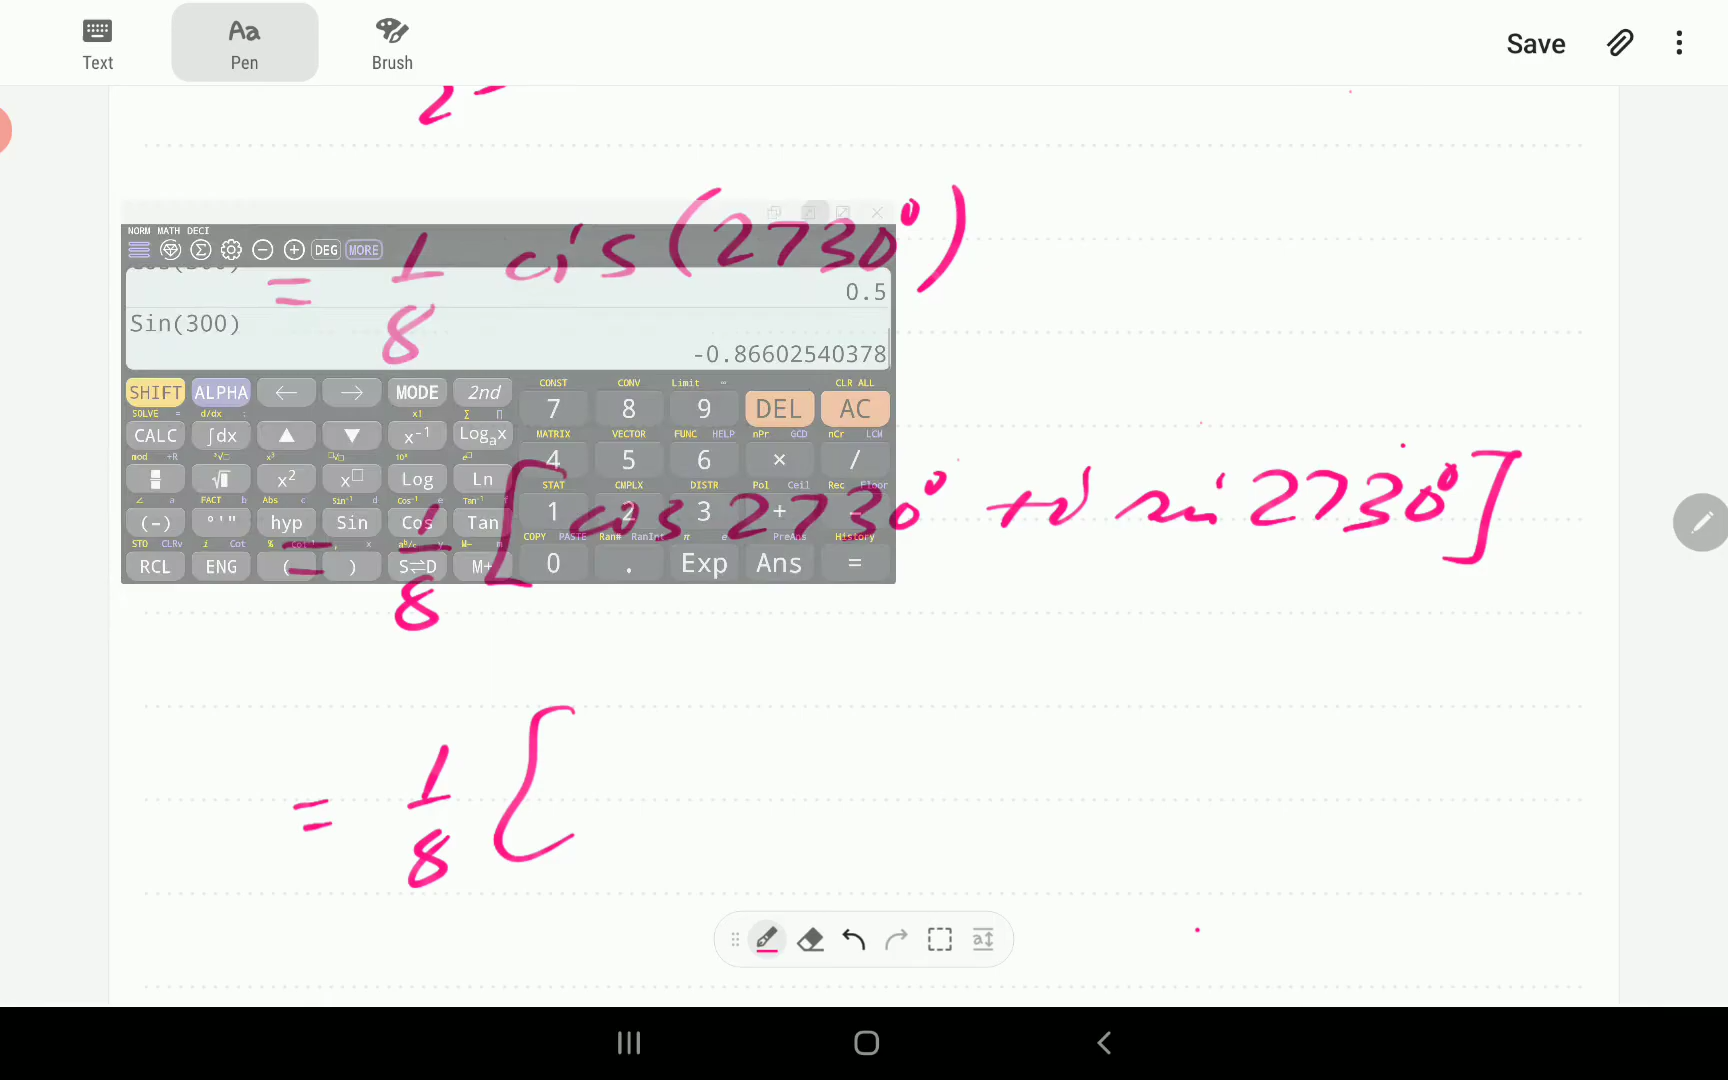 Text Pen Brush Save
2
NORM MATH DECI
DEG MORE
= 1/8 cis (2730°)
0.5
Sin(300)
-0.86602540378
CONST CONV Limit ∞ CLR ALL
SHIFT ALPHA ← → MODE 2nd 7 8 9 DEL AC
SOLVE = d/dx : x! ∑ ∏ MATRIX VECTOR FUNC HELP nPr GCD nCr LCM
CALC ∫dx ▲ ▼ x⁻¹ Logₐx 4 5 6 × /
mod ÷R ³√□ x³ □√□ 10ˣ e□ STAT CMPLX DISTR Pol Ceil Rec Floor
√ x² x□ Log Ln 1 2 3 + −
∠ a FACT b Abs c Sin⁻¹ d Cos⁻¹ e Tan⁻¹ f COPY PASTE Ran# RanInt π e PreAns History
(−) °'" hyp Sin Cos Tan 0 . Exp Ans =
STO CLRv i Cot % , x aᵇ/c y M− m
RCL ENG ( ) S⇌D M+
= 1/8 [cos 2730° + i sin 2730°]
= 1/8 [